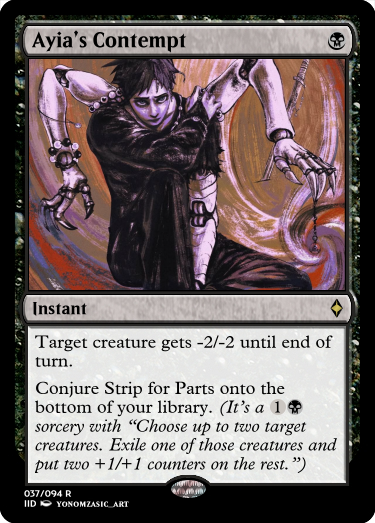 Ayia's Contempt
Instant
Target creature gets -2/-2 until end of
turn.
Conjure Strip for Parts onto the
bottom of your library. (It's a 1
sorcery with “Choose up to two target
creatures. Exile one of those creatures and
put two +1/+1 counters on the rest.”)
037/094 R
IID YONOMZASIC_ART